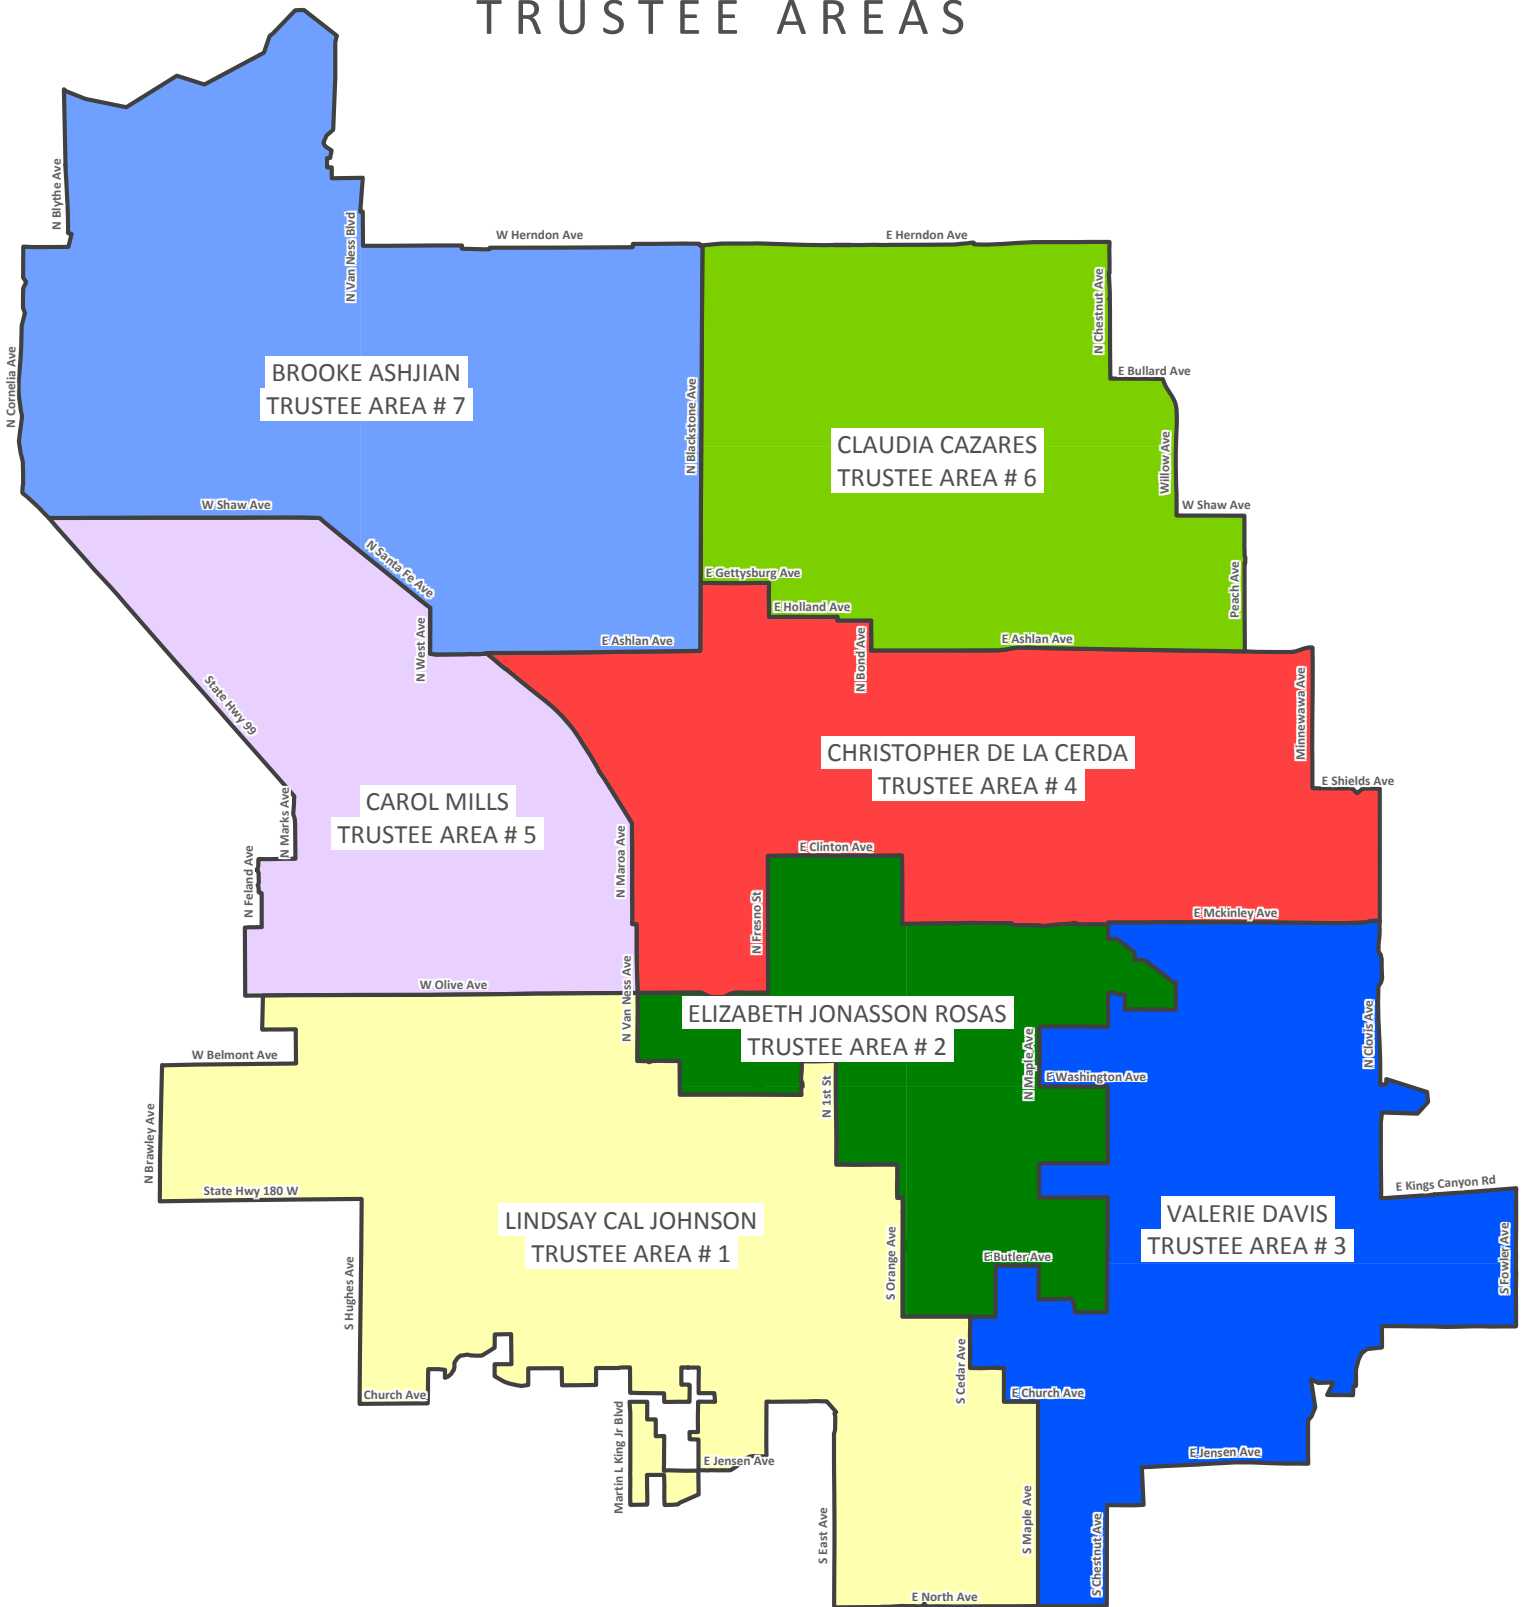 TRUSTEE AREAS
N Blythe Ave
N Van Ness Blvd
W Herndon Ave
E Herndon Ave
N Chestnut Ave
N Cornelia Ave
BROOKE ASHJIAN
TRUSTEE AREA # 7
N Blackstone Ave
E Bullard Ave
CLAUDIA CAZARES
TRUSTEE AREA # 6
Willow Ave
W Shaw Ave
W Shaw Ave
N Santa Fe Ave
E Gettysburg Ave
E Holland Ave
Peach Ave
N West Ave
E Ashlan Ave
N Bond Ave
E Ashlan Ave
State Hwy 99
Minnewawa Ave
CHRISTOPHER DE LA CERDA
TRUSTEE AREA # 4
E Shields Ave
CAROL MILLS
TRUSTEE AREA # 5
N Marks Ave
N Maroa Ave
E Clinton Ave
N Feland Ave
N Fresno St
E Mckinley Ave
W Olive Ave
N Van Ness Ave
ELIZABETH JONASSON ROSAS
TRUSTEE AREA # 2
N Clovis Ave
W Belmont Ave
N Maple Ave
E Washington Ave
N 1st St
N Brawley Ave
State Hwy 180 W
E Kings Canyon Rd
LINDSAY CAL JOHNSON
TRUSTEE AREA # 1
VALERIE DAVIS
TRUSTEE AREA # 3
S Hughes Ave
S Orange Ave
E Butler Ave
S Fowler Ave
S Cedar Ave
Church Ave
E Church Ave
Martin L King Jr Blvd
E Jensen Ave
E Jensen Ave
S East Ave
S Maple Ave
S Chestnut Ave
E North Ave